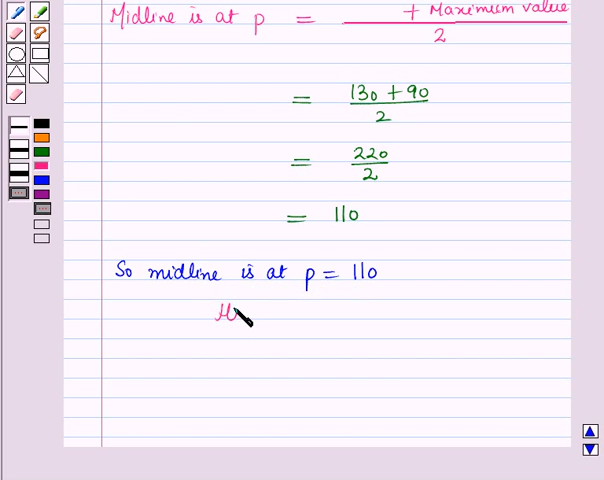 Midline is at p = + Maximum value
2
= 130 + 90
2
= 220
2
= 110
So midline is at p = 110